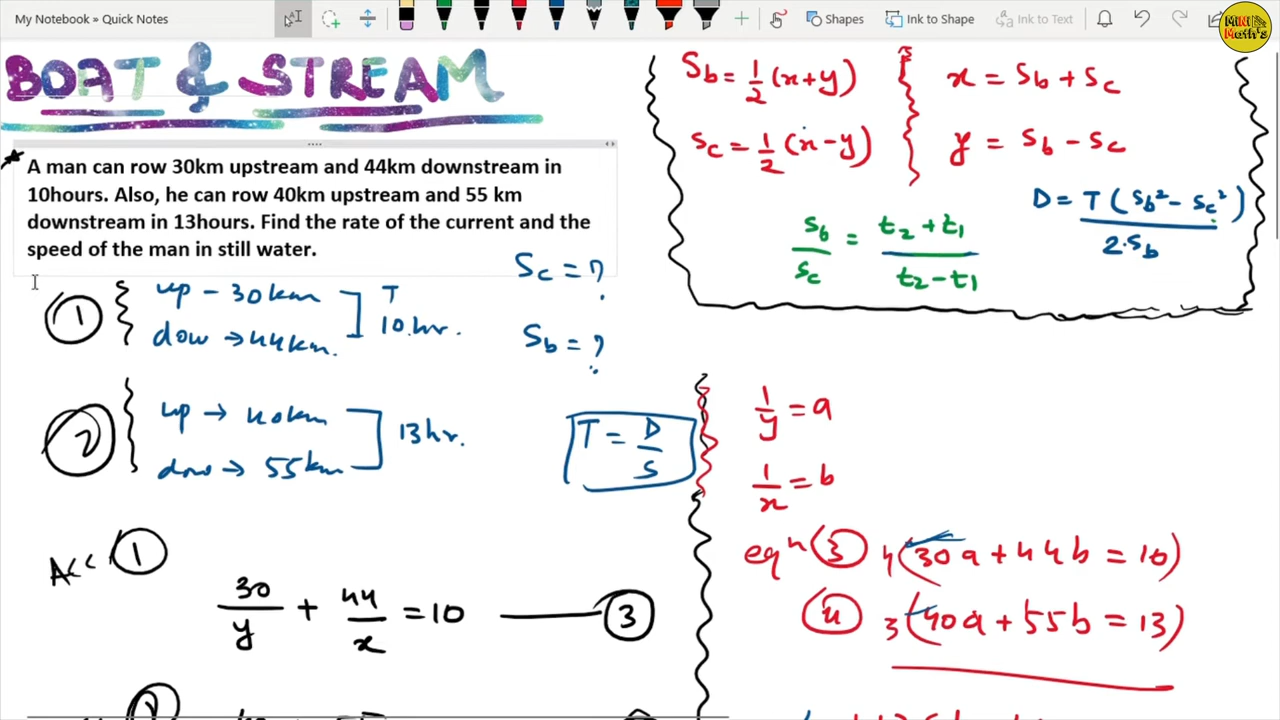 My Notebook » Quick Notes
Shapes
Ink to Shape
Ink to Text
MINI Math's
BOAT & STREAM
A man can row 30km upstream and 44km downstream in
10hours. Also, he can row 40km upstream and 55 km
downstream in 13hours. Find the rate of the current and the
speed of the man in still water.
Sb = 1/2 (x+y)
Sc = 1/2 (x-y)
x = Sb + Sc
y = Sb - Sc
Sb/Sc = t2+t1/t2-t1
D = T(Sb²-Sc²)/2.Sb
Sc = ?
Sb = ?
1 up - 30km
dow → 44km.
T
10 hr.
2 up → 40km
dow → 55km
13 hr.
T = D/S
Acc 1
30/y + 44/x = 10 3
1/y = a
1/x = b
eqn 3 4(30a + 44b = 10)
4 3(40a + 55b = 13)